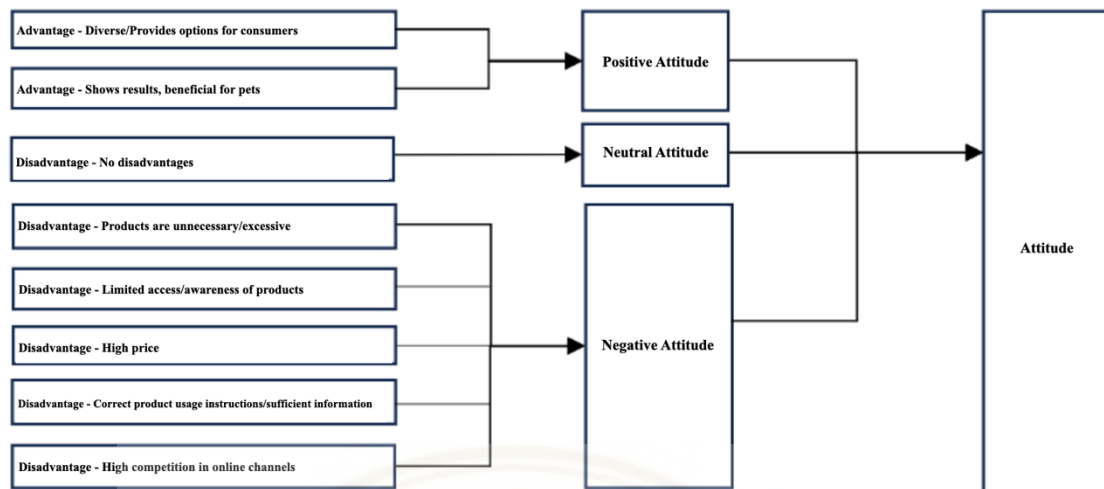 Advantage - Diverse/Provides options for consumers
Advantage - Shows results, beneficial for pets
Positive Attitude
Disadvantage - No disadvantages
Neutral Attitude
Disadvantage - Products are unnecessary/excessive
Disadvantage - Limited access/awareness of products
Disadvantage - High price
Disadvantage - Correct product usage instructions/sufficient information
Disadvantage - High competition in online channels
Negative Attitude
Attitude